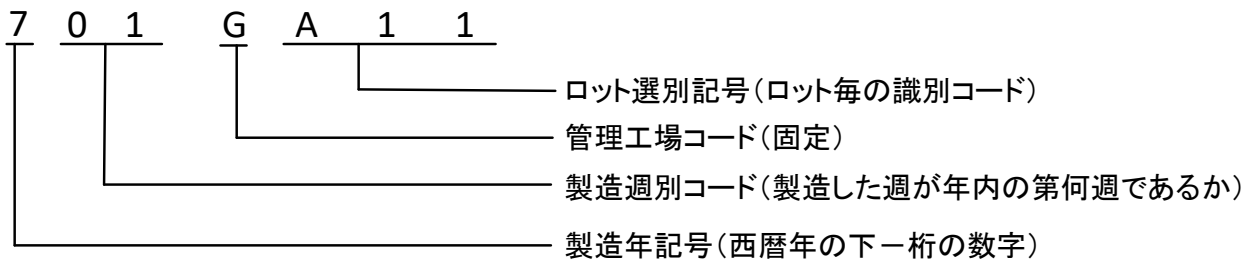 7 0 1 G A 1 1
ロット選別記号(ロット毎の識別コード)
管理工場コード(固定)
製造週別コード(製造した週が年内の第何週であるか)
製造年記号(西暦年の下一桁の数字)